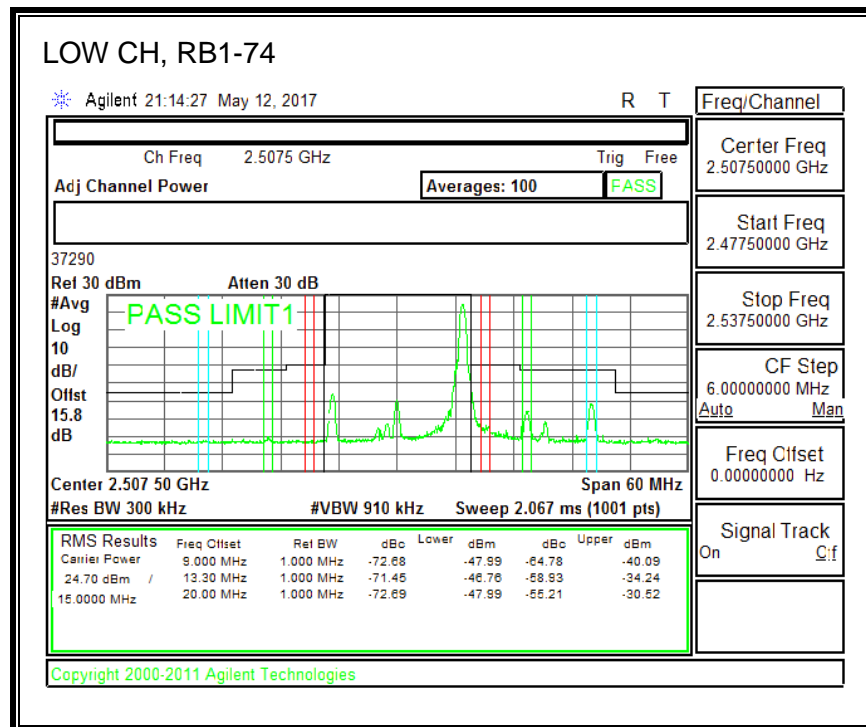 LOW CH, RB1-74
Agilent 21:14:27 May 12, 2017 R T
Freq/Channel
Ch Freq 2.5075 GHz Trig Free
Adj Channel Power Averages: 100 PASS
37290
Ref 30 dBm Atten 30 dB
#Avg
Log
10
dB/
Offst
15.8
dB
PASS LIMIT1
Center 2.507 50 GHz Span 60 MHz
#Res BW 300 kHz #VBW 910 kHz Sweep 2.067 ms (1001 pts)
RMS Results Freq Offset Ref BW dBc Lower dBm dBc Upper dBm
Carrier Power 9.000 MHz 1.000 MHz -72.68 -47.99 -64.78 -40.09
24.70 dBm / 13.30 MHz 1.000 MHz -71.45 -46.76 -58.93 -34.24
15.0000 MHz 20.00 MHz 1.000 MHz -72.69 -47.99 -55.21 -30.52
Copyright 2000-2011 Agilent Technologies
Center Freq
2.50750000 GHz
Start Freq
2.47750000 GHz
Stop Freq
2.53750000 GHz
CF Step
6.00000000 MHz
Auto Man
Freq Offset
0.00000000 Hz
Signal Track
On Off